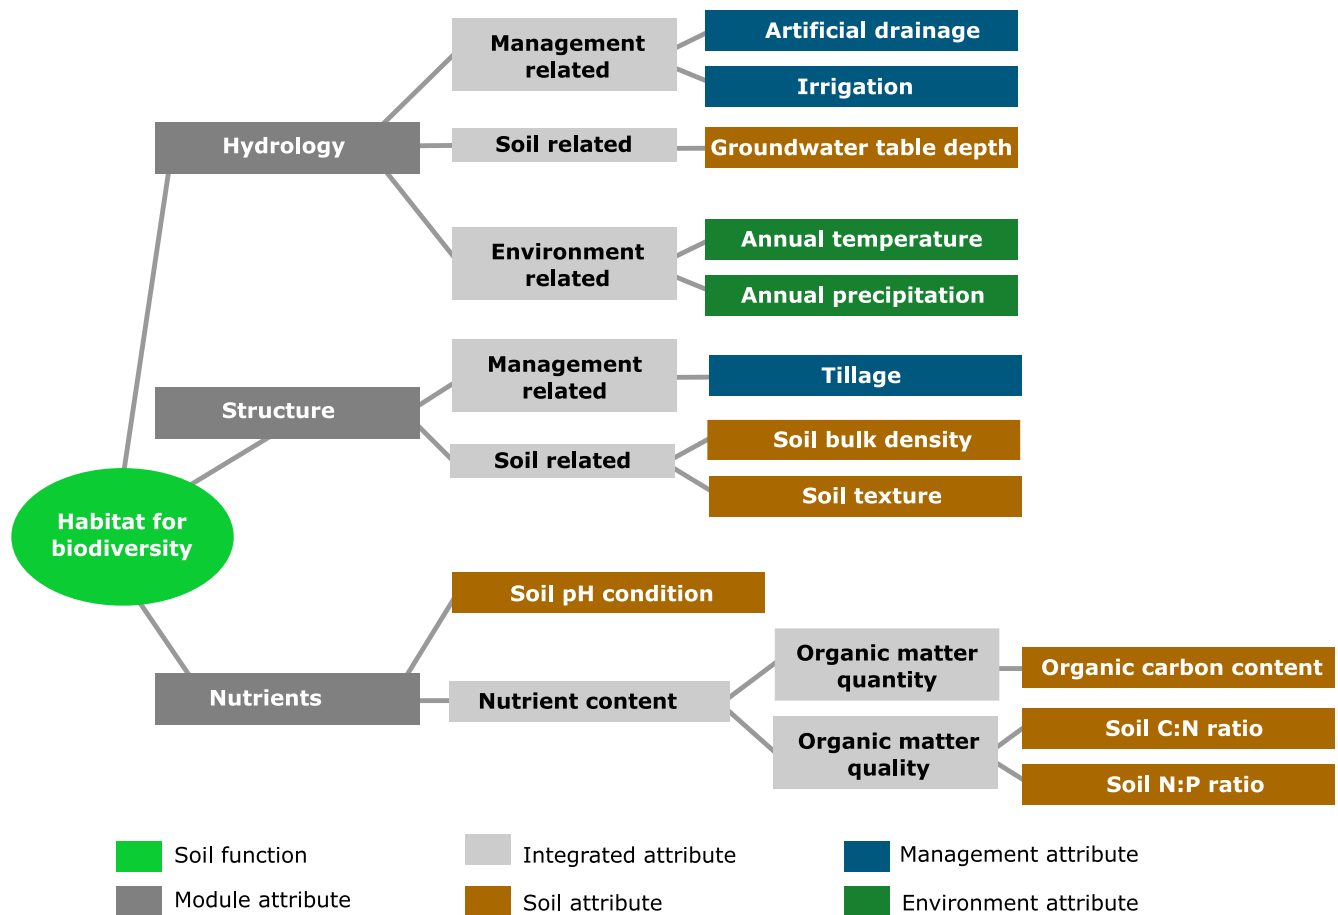 Management
related
Artificial drainage
Irrigation
Hydrology
Soil related
Groundwater table depth
Environment
related
Annual temperature
Annual precipitation
Management
related
Tillage
Structure
Soil related
Soil bulk density
Soil texture
Habitat for
biodiversity
Soil pH condition
Nutrients
Nutrient content
Organic matter
quantity
Organic carbon content
Organic matter
quality
Soil C:N ratio
Soil N:P ratio
Soil function
Integrated attribute
Management attribute
Module attribute
Soil attribute
Environment attribute